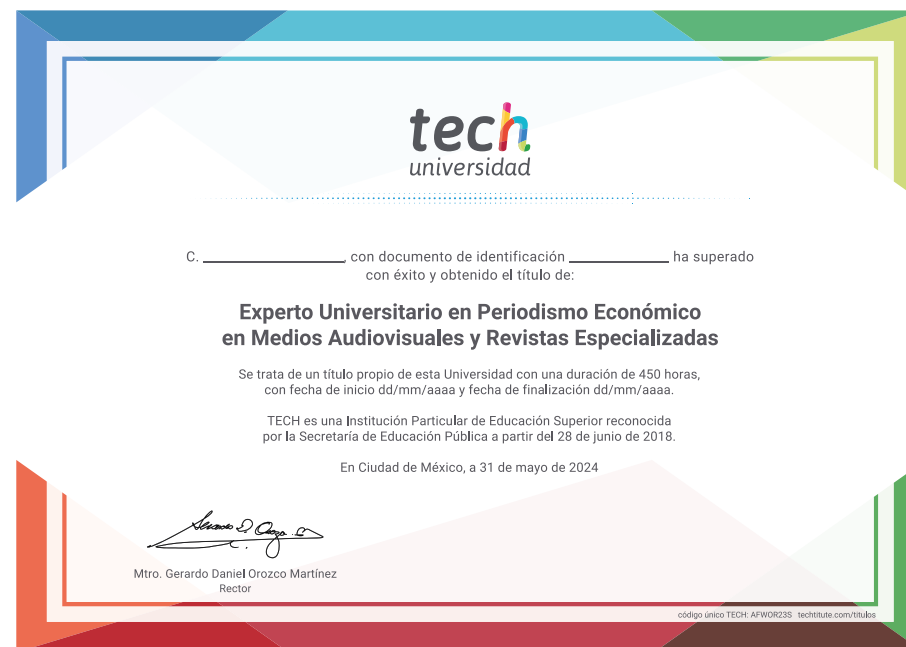 tech
universidad
C. ____________________, con documento de identificación ______________ ha superado
con éxito y obtenido el título de:
Experto Universitario en Periodismo Económico
en Medios Audiovisuales y Revistas Especializadas
Se trata de un título propio de esta Universidad con una duración de 450 horas,
con fecha de inicio dd/mm/aaaa y fecha de finalización dd/mm/aaaa.
TECH es una Institución Particular de Educación Superior reconocida
por la Secretaría de Educación Pública a partir del 28 de junio de 2018.
En Ciudad de México, a 31 de mayo de 2024
Mtro. Gerardo Daniel Orozco Martínez
Rector
código único TECH: AFWOR23S techtitute.com/titulos